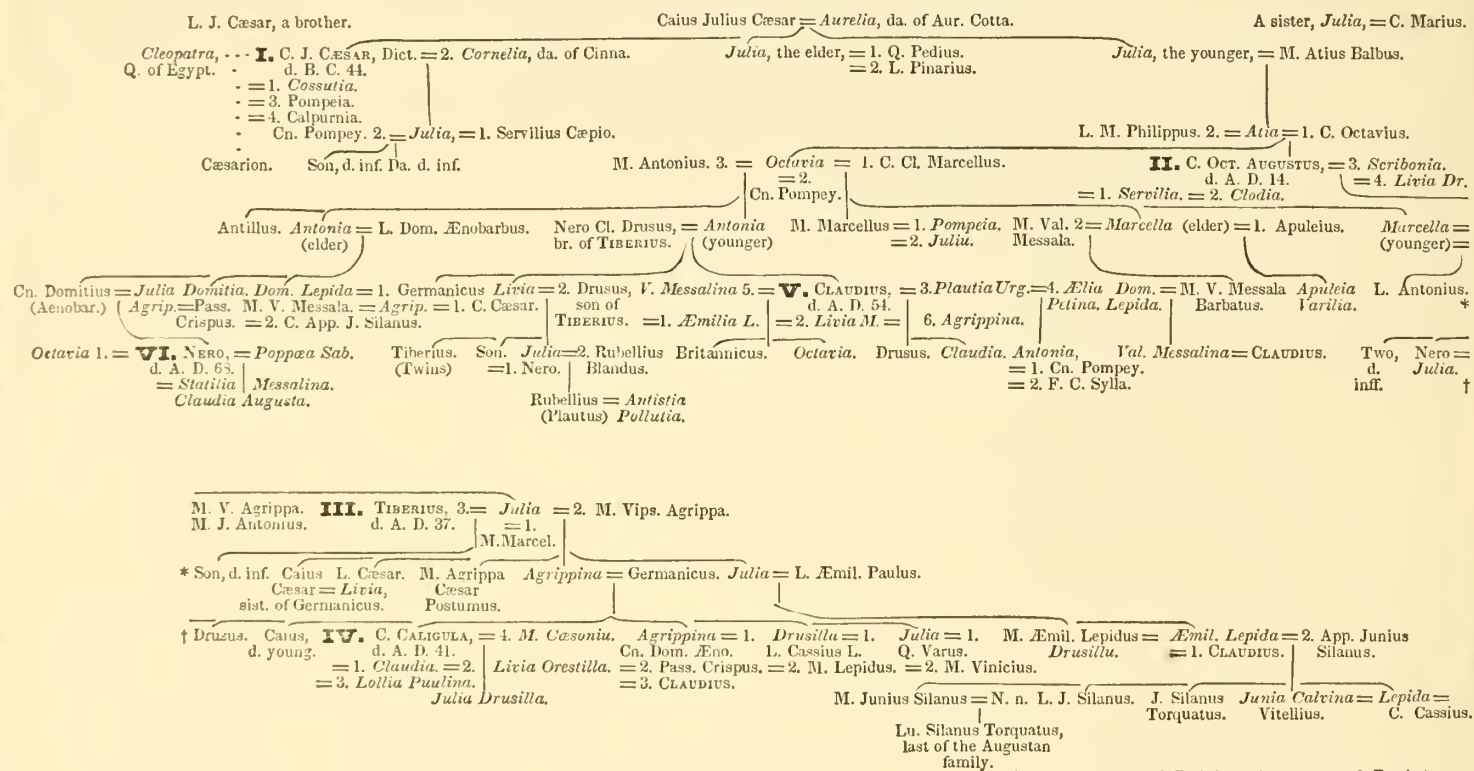 L. J. Cæsar, a brother. Caius Julius Cæsar = Aurelia, da. of Aur. Cotta. A sister, Julia, = C. Marius.
Cleopatra, - - - I. C. J. CÆSAR, Dict. = 2. Cornelia, da. of Cinna. Julia, the elder, = 1. Q. Pedius. Julia, the younger, = M. Atius Balbus.
Q. of Egypt. - d. B. C. 44. = 2. L. Pinarius.
- = 1. Cossutia.
- = 3. Pompeia.
- = 4. Calpurnia.
- Cn. Pompey. 2. = Julia, = 1. Servilius Cæpio. L. M. Philippus. 2. = Atia = 1. C. Octavius.
Cæsarion. Son, d. inf. Da. d. inf. M. Antonius. 3. = Octavia = 1. C. Cl. Marcellus. II. C. OCT. AUGUSTUS, = 3. Scribonia.
= 2. d. A. D. 14. = 4. Livia Dr.
Cn. Pompey. = 1. Servilia. = 2. Clodia.
Antillus. Antonia = L. Dom. Ænobarbus. Nero Cl. Drusus, = Antonia M. Marcellus = 1. Pompeia. M. Val. 2 = Marcella (elder) = 1. Apuleius. Marcella =
(elder) br. of TIBERIUS. (younger) = 2. Juliu. Messala. (younger) =
Cn. Domitius = Julia Domitia. Dom. Lepida = 1. Germanicus Livia = 2. Drusus, V. Messalina 5. = V. CLAUDIUS, = 3. Plautia Urg. = 4. Ælia Dom. = M. V. Messala Apuleia L. Antonius.
(Aenobar.) Agrip. = Pass. M. V. Messala. = Agrip. = 1. C. Cæsar. son of d. A. D. 54. Petina. Lepida. Barbatus. Varilia. *
Crispus. = 2. C. App. J. Silanus. TIBERIUS. = 1. Æmilia L. = 2. Livia M. = 6. Agrippina.
Octavia 1. = VI. NERO, = Poppæa Sab. Tiberius. Son. Julia = 2. Rubellius Britannicus. Octavia. Drusus. Claudia. Antonia, Val. Messalina = CLAUDIUS. Two, Nero =
d. A. D. 68. (Twins) = 1. Nero. Blandus. = 1. Cn. Pompey. d. Julia.
= Statilia Messalina. = 2. F. C. Sylla. inff. †
Claudia Augusta. Rubellius = Antistia
(Plautus) Pollutia.
M. V. Agrippa. III. TIBERIUS, 3. = Julia = 2. M. Vips. Agrippa.
M. J. Antonius. d. A. D. 37. = 1.
M. Marcel.
* Son, d. inf. Caius L. Cæsar. M. Agrippa Agrippina = Germanicus. Julia = L. Æmil. Paulus.
Cæsar = Livia, Cæsar
sist. of Germanicus. Postumus.
† Drusus. Caius, IV. C. CALIGULA, = 4. M. Cæsoniu. Agrippina = 1. Drusilla = 1. Julia = 1. M. Æmil. Lepidus = Æmil. Lepida = 2. App. Junius
d. young. d. A. D. 41. Cn. Dom. Æno. L. Cassius L. Q. Varus. Drusillu. = 1. CLAUDIUS. Silanus.
= 1. Claudia. = 2. Livia Orestilla. = 2. Pass. Crispus. = 2. M. Lepidus. = 2. M. Vinicius.
= 3. Lollia Puulina. = 3. CLAUDIUS.
Julia Drusilla. M. Junius Silanus = N. n. L. J. Silanus. J. Silanus Junia Calvina = Lepida =
Torquatus. Vitellius. C. Cassius.
Lu. Silanus Torquatus,
last of the Augustan
family.